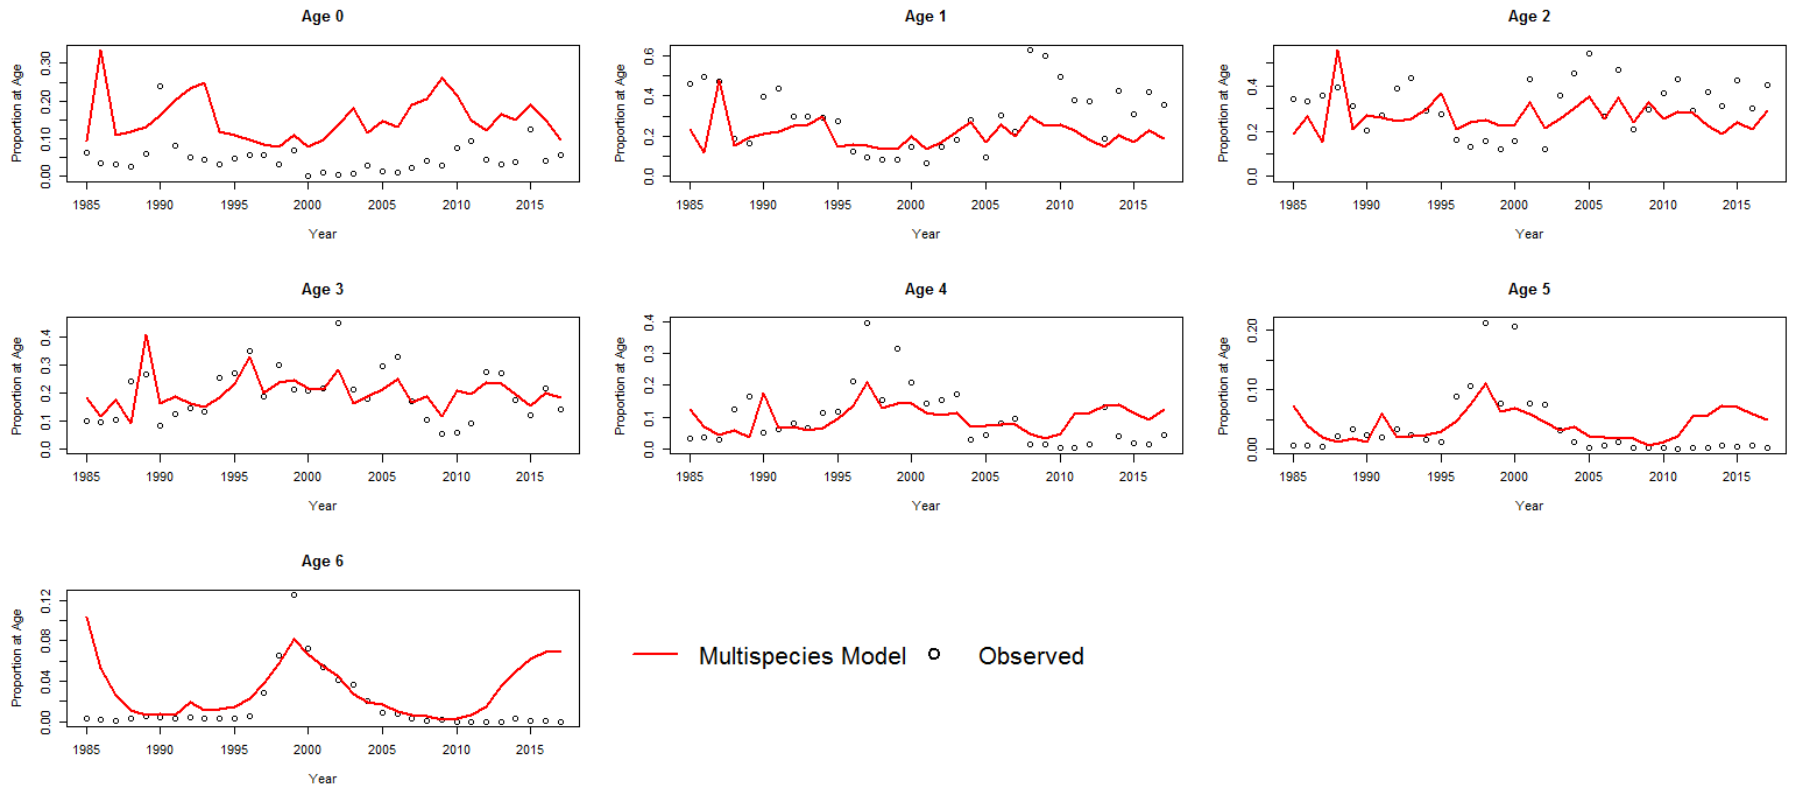 Age 0
Proportion at Age
0.00 0.10 0.20 0.30
1985 1990 1995 2000 2005 2010 2015
Year
Age 1
Proportion at Age
0.0 0.2 0.4 0.6
1985 1990 1995 2000 2005 2010 2015
Year
Age 2
Proportion at Age
0.0 0.2 0.4
1985 1990 1995 2000 2005 2010 2015
Year
Age 3
Proportion at Age
0.0 0.1 0.2 0.3 0.4
1985 1990 1995 2000 2005 2010 2015
Year
Age 4
Proportion at Age
0.0 0.1 0.2 0.3 0.4
1985 1990 1995 2000 2005 2010 2015
Year
Age 5
Proportion at Age
0.00 0.10 0.20
1985 1990 1995 2000 2005 2010 2015
Year
Age 6
Proportion at Age
0.00 0.04 0.08 0.12
1985 1990 1995 2000 2005 2010 2015
Year
Multispecies Model Observed